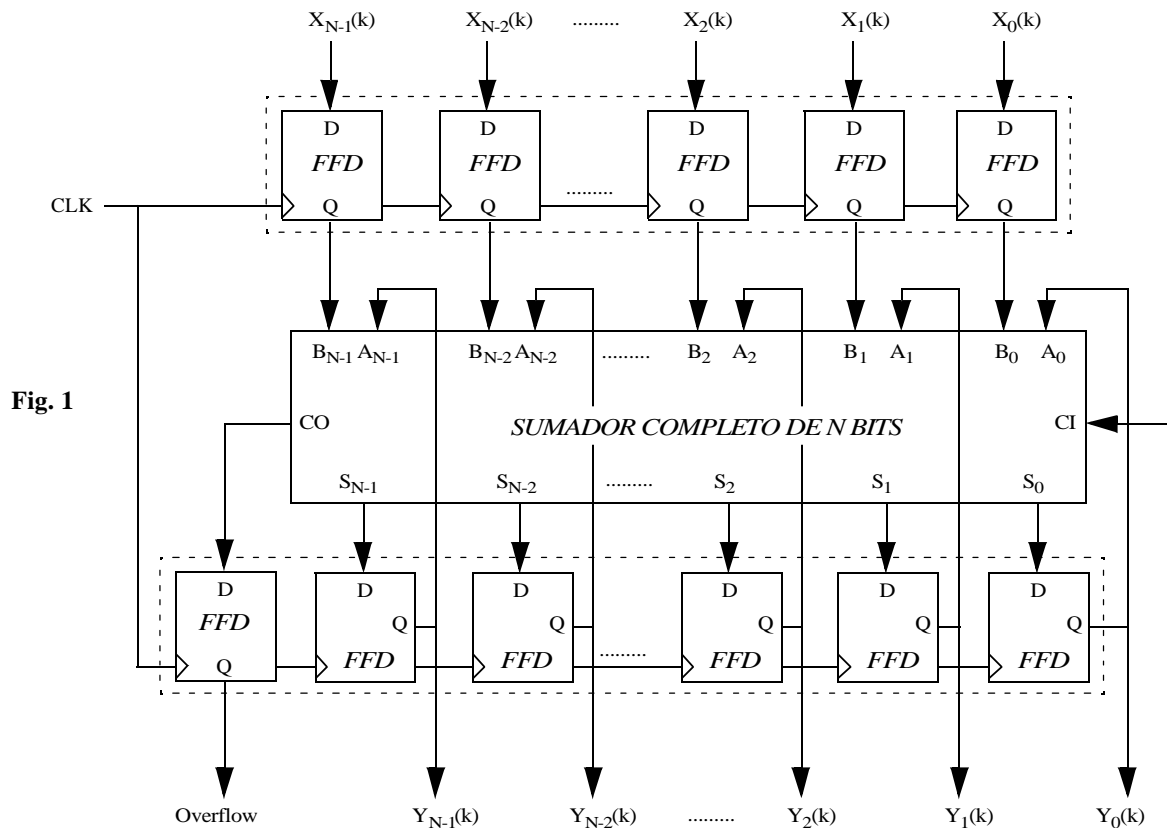 X_{N-1}(k) X_{N-2}(k) ......... X_2(k) X_1(k) X_0(k)
D D D D D
FFD FFD ......... FFD FFD FFD
CLK Q Q Q Q Q
B_{N-1} A_{N-1} B_{N-2} A_{N-2} ......... B_2 A_2 B_1 A_1 B_0 A_0
Fig. 1
CO SUMADOR COMPLETO DE N BITS CI
S_{N-1} S_{N-2} ......... S_2 S_1 S_0
D D D D D D
FFD Q Q Q Q Q
Q FFD FFD ......... FFD FFD FFD
Overflow Y_{N-1}(k) Y_{N-2}(k) ......... Y_2(k) Y_1(k) Y_0(k)